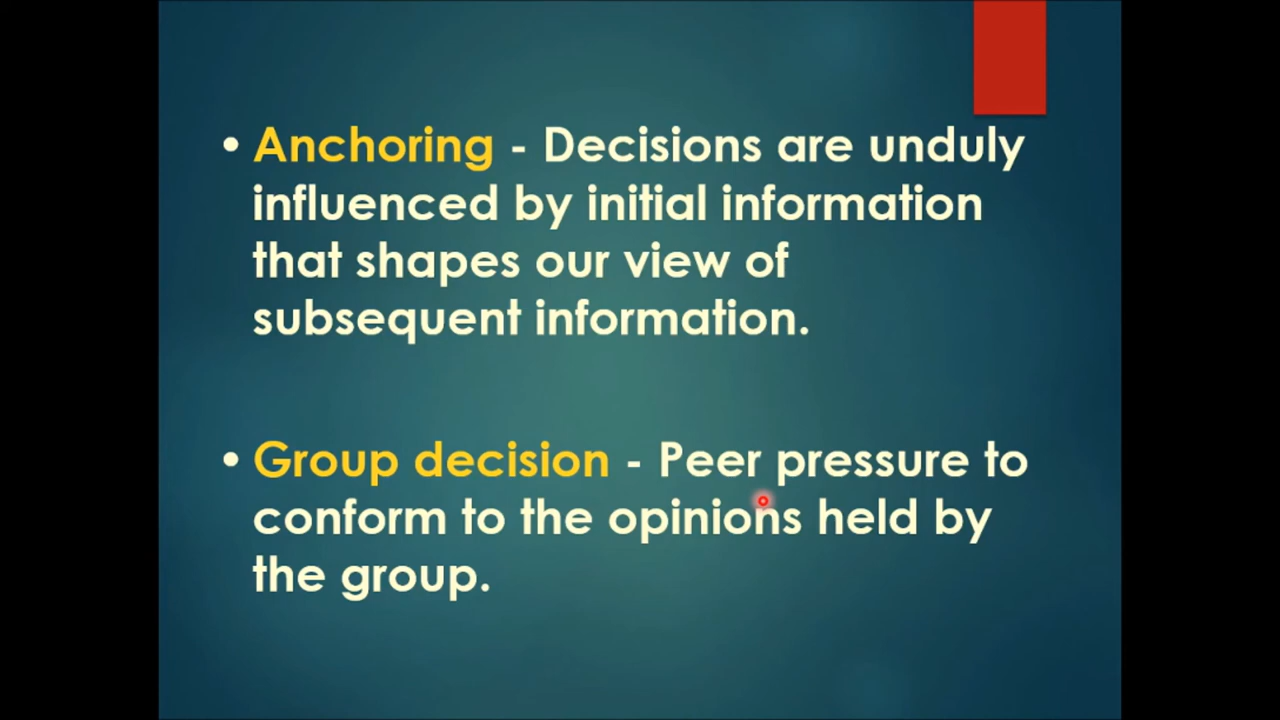 • Anchoring - Decisions are unduly
influenced by initial information
that shapes our view of
subsequent information.
• Group decision - Peer pressure to
conform to the opinions held by
the group.